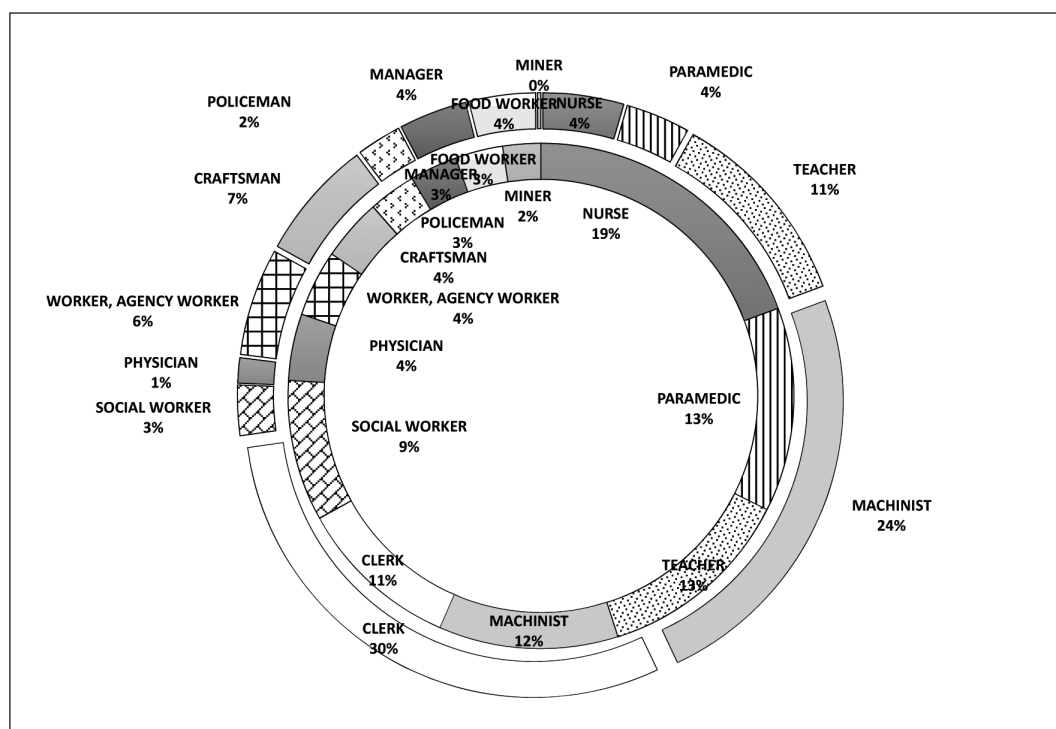 MINER
0%
PARAMEDIC
4%
MANAGER
4%
FOOD WORKER
4%
NURSE
4%
POLICEMAN
2%
TEACHER
11%
CRAFTSMAN
7%
FOOD WORKER
3%
MANAGER
3%
MINER
2%
NURSE
19%
POLICEMAN
3%
CRAFTSMAN
4%
WORKER, AGENCY WORKER
4%
WORKER, AGENCY WORKER
6%
PHYSICIAN
4%
PHYSICIAN
1%
SOCIAL WORKER
3%
PARAMEDIC
13%
SOCIAL WORKER
9%
MACHINIST
24%
CLERK
11%
TEACHER
13%
MACHINIST
12%
CLERK
30%